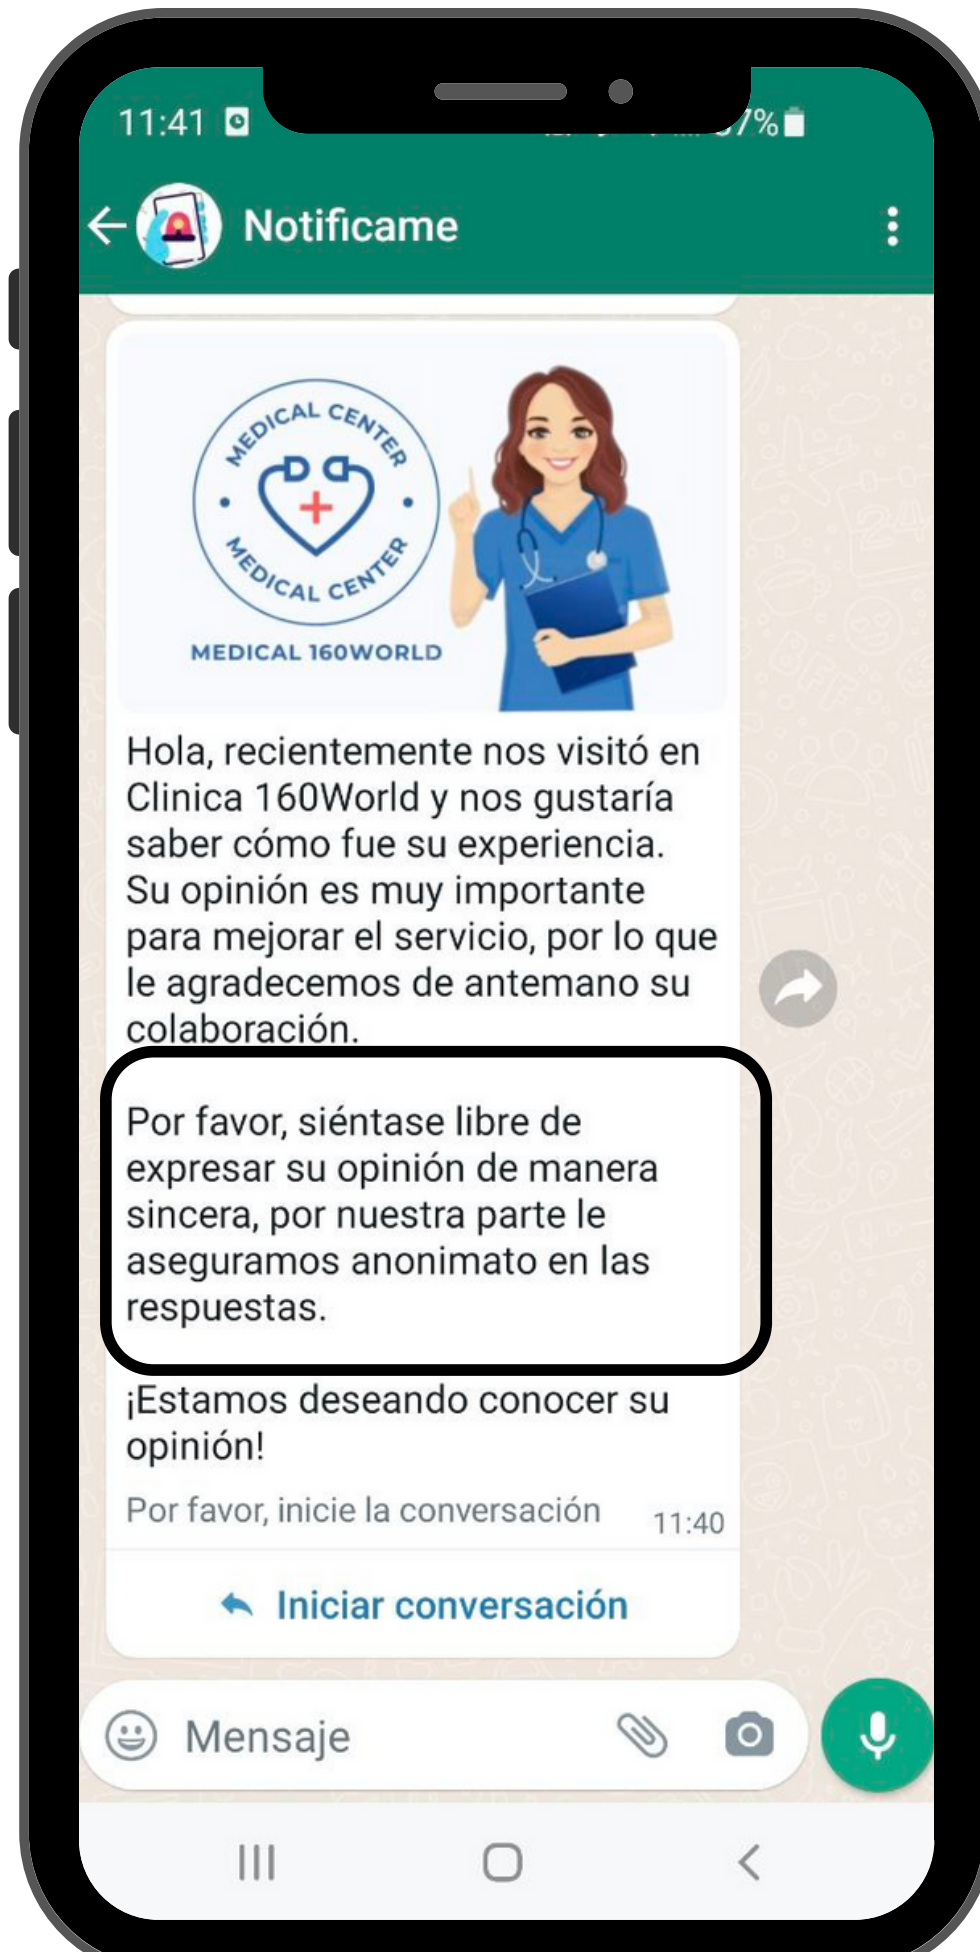 11:41
7%
Notificame
MEDICAL CENTER
MEDICAL CENTER
MEDICAL 160WORLD
Hola, recientemente nos visitó en
Clinica 160World y nos gustaría
saber cómo fue su experiencia.
Su opinión es muy importante
para mejorar el servicio, por lo que
le agradecemos de antemano su
colaboración.
Por favor, siéntase libre de
expresar su opinión de manera
sincera, por nuestra parte le
aseguramos anonimato en las
respuestas.
¡Estamos deseando conocer su
opinión!
Por favor, inicie la conversación
11:40
Iniciar conversación
Mensaje